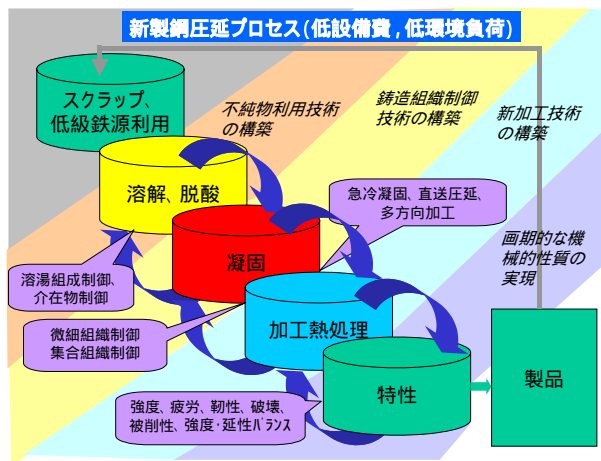 新製鋼圧延プロセス(低設備費,低環境負荷)
スクラップ、
低級鉄源利用
不純物利用技術
の構築
鋳造組織制御
技術の構築
新加工技術
の構築
溶解、脱酸
急冷凝固、直送圧延、
多方向加工
凝固
画期的な機
械的性質の
実現
溶湯組成制御、
介在物制御
微細組織制御
集合組織制御
加工熱処理
特性
製品
強度、疲労、靭性、破壊、
被削性、強度・延性バランス